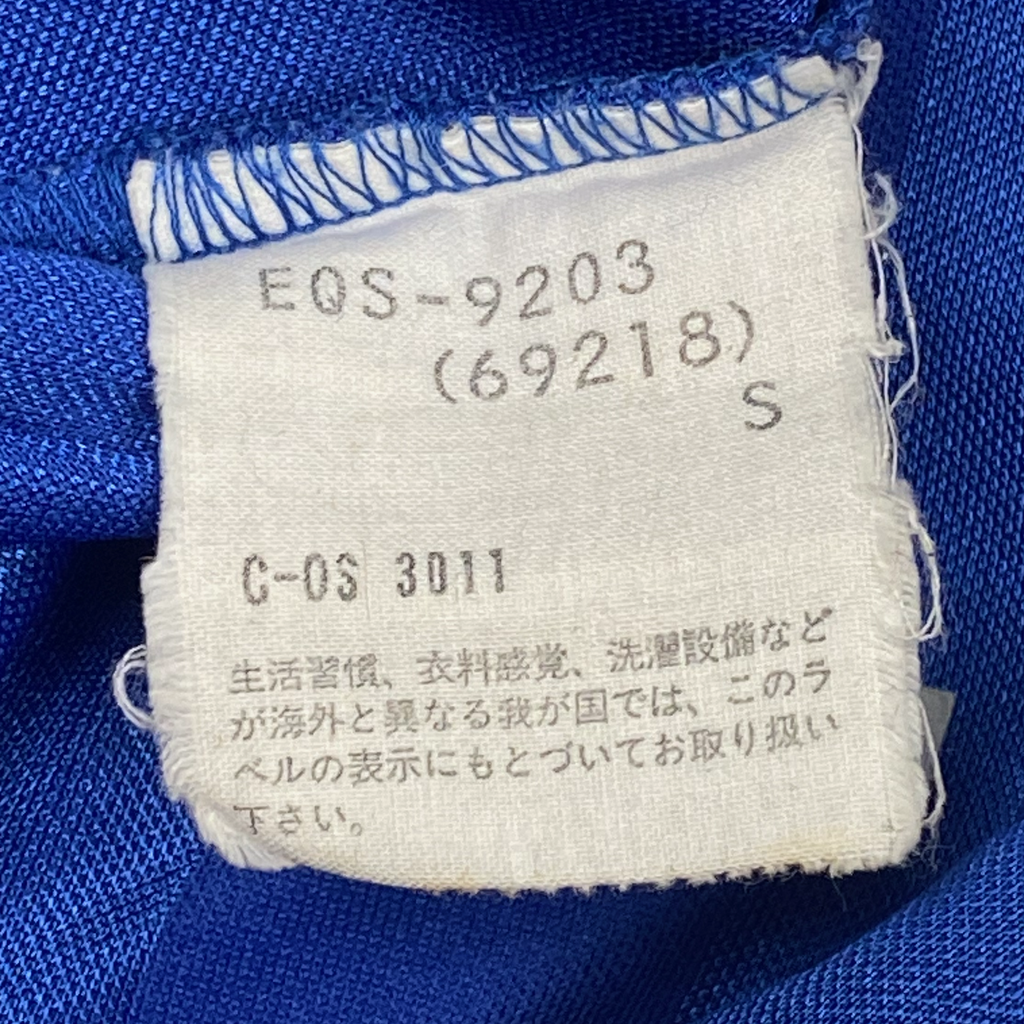 EQS-9203
(69218)
S
C-OS 3011
生活習慣、衣料感覚、洗濯設備など
が海外と異なる我が国では、このラ
ベルの表示にもとづいてお取り扱い
下さい。